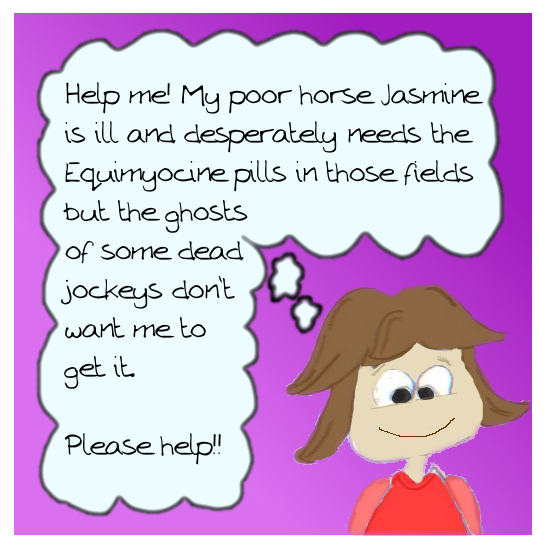 Help me! My poor horse Jasmine
is ill and desperately needs the
Equimyocine pills in those fields
but the ghosts
of some dead
jockeys don't
want me to
get it.
Please help!!